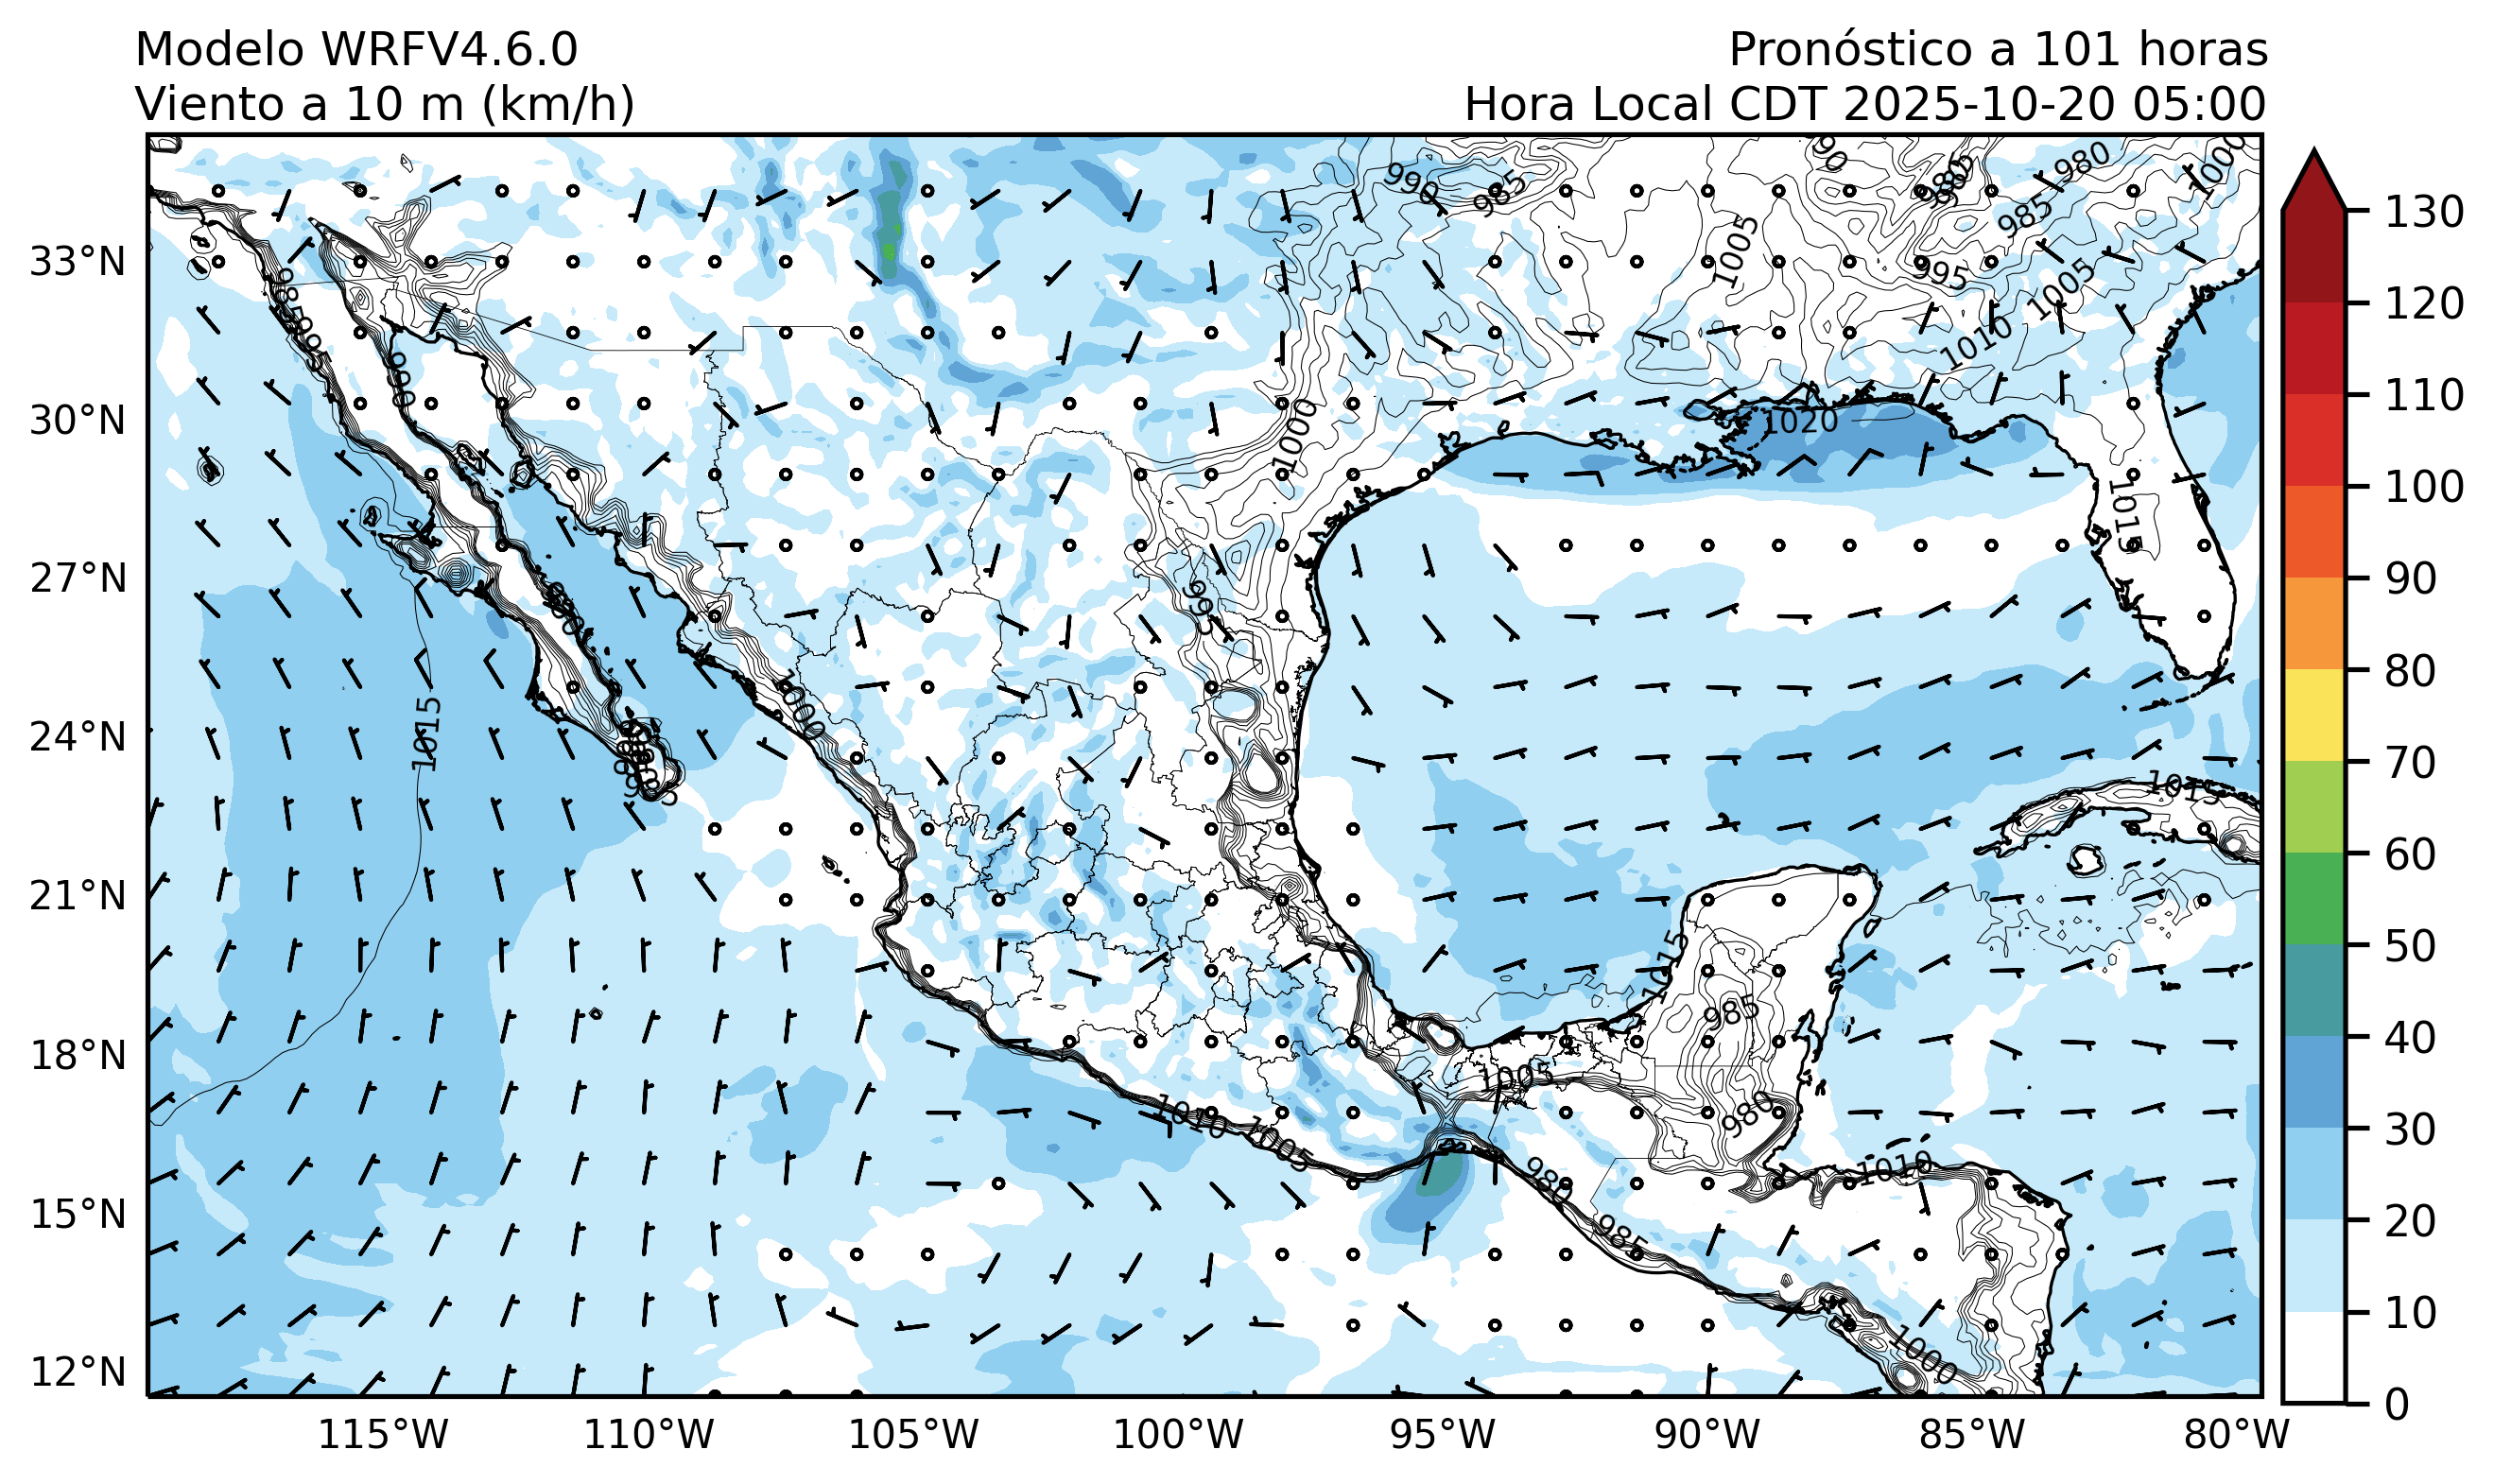 Modelo WRFV4.6.0
Pronóstico a 101 horas
Viento a 10 m (km/h)
Hora Local CDT 2025-10-20 05:00
33°N
30°N
27°N
24°N
21°N
18°N
15°N
12°N
115°W
110°W
105°W
100°W
95°W
90°W
85°W
80°W
130
120
110
100
90
80
70
60
50
40
30
20
10
0
990
985
980
1000
985
1005
995
1005
1010
1020
1000
1015
995
1000
1015
1015
1015
985
1005
980
1010
1005
1010
980
985
1000